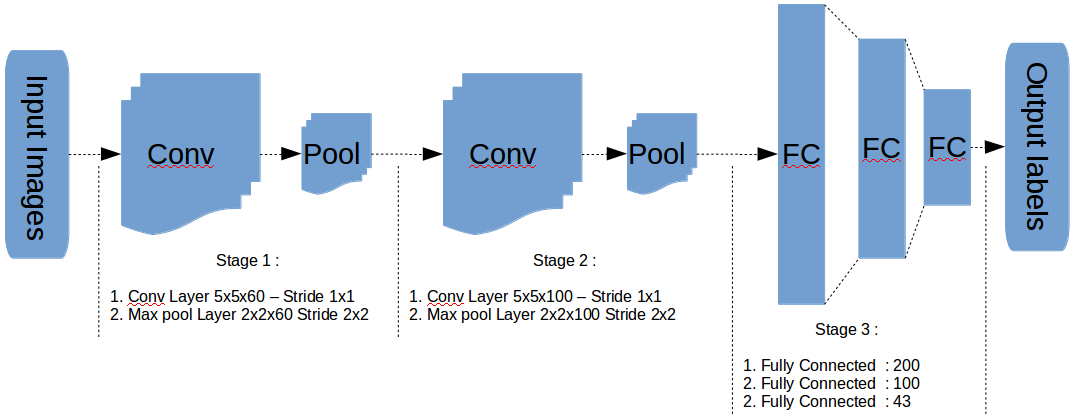 Input Images
Conv
Pool
Conv
Pool
FC
FC
FC
Output labels
Stage 1 :
1. Conv Layer 5x5x60 – Stride 1x1
2. Max pool Layer 2x2x60 Stride 2x2
Stage 2 :
1. Conv Layer 5x5x100 – Stride 1x1
2. Max pool Layer 2x2x100 Stride 2x2
Stage 3 :
1. Fully Connected : 200
2. Fully Connected : 100
2. Fully Connected : 43